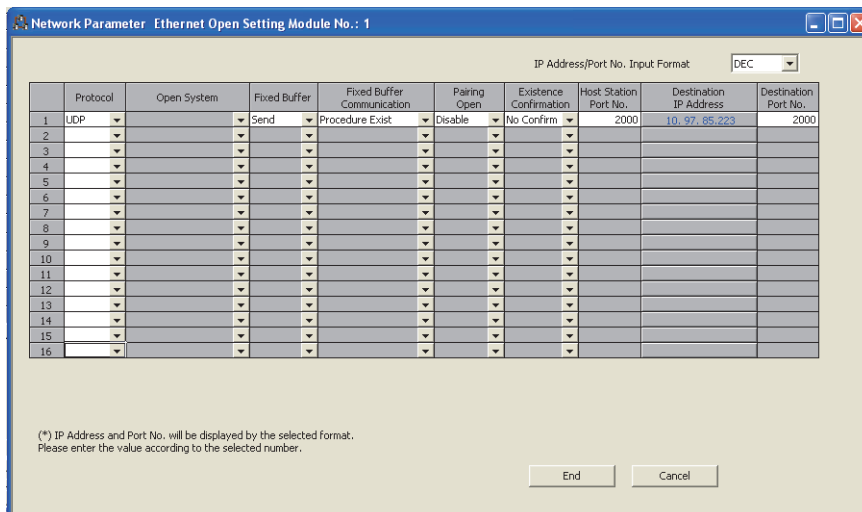 Network Parameter Ethernet Open Setting Module No.: 1
IP Address/Port No. Input Format DEC
Protocol Open System Fixed Buffer Fixed Buffer Communication Pairing Open Existence Confirmation Host Station Port No. Destination IP Address Destination Port No.
1 UDP Send Procedure Exist Disable No Confirm 2000 10. 97. 85.223 2000
2
3
4
5
6
7
8
9
10
11
12
13
14
15
16
(*) IP Address and Port No. will be displayed by the selected format.
Please enter the value according to the selected number.
End Cancel